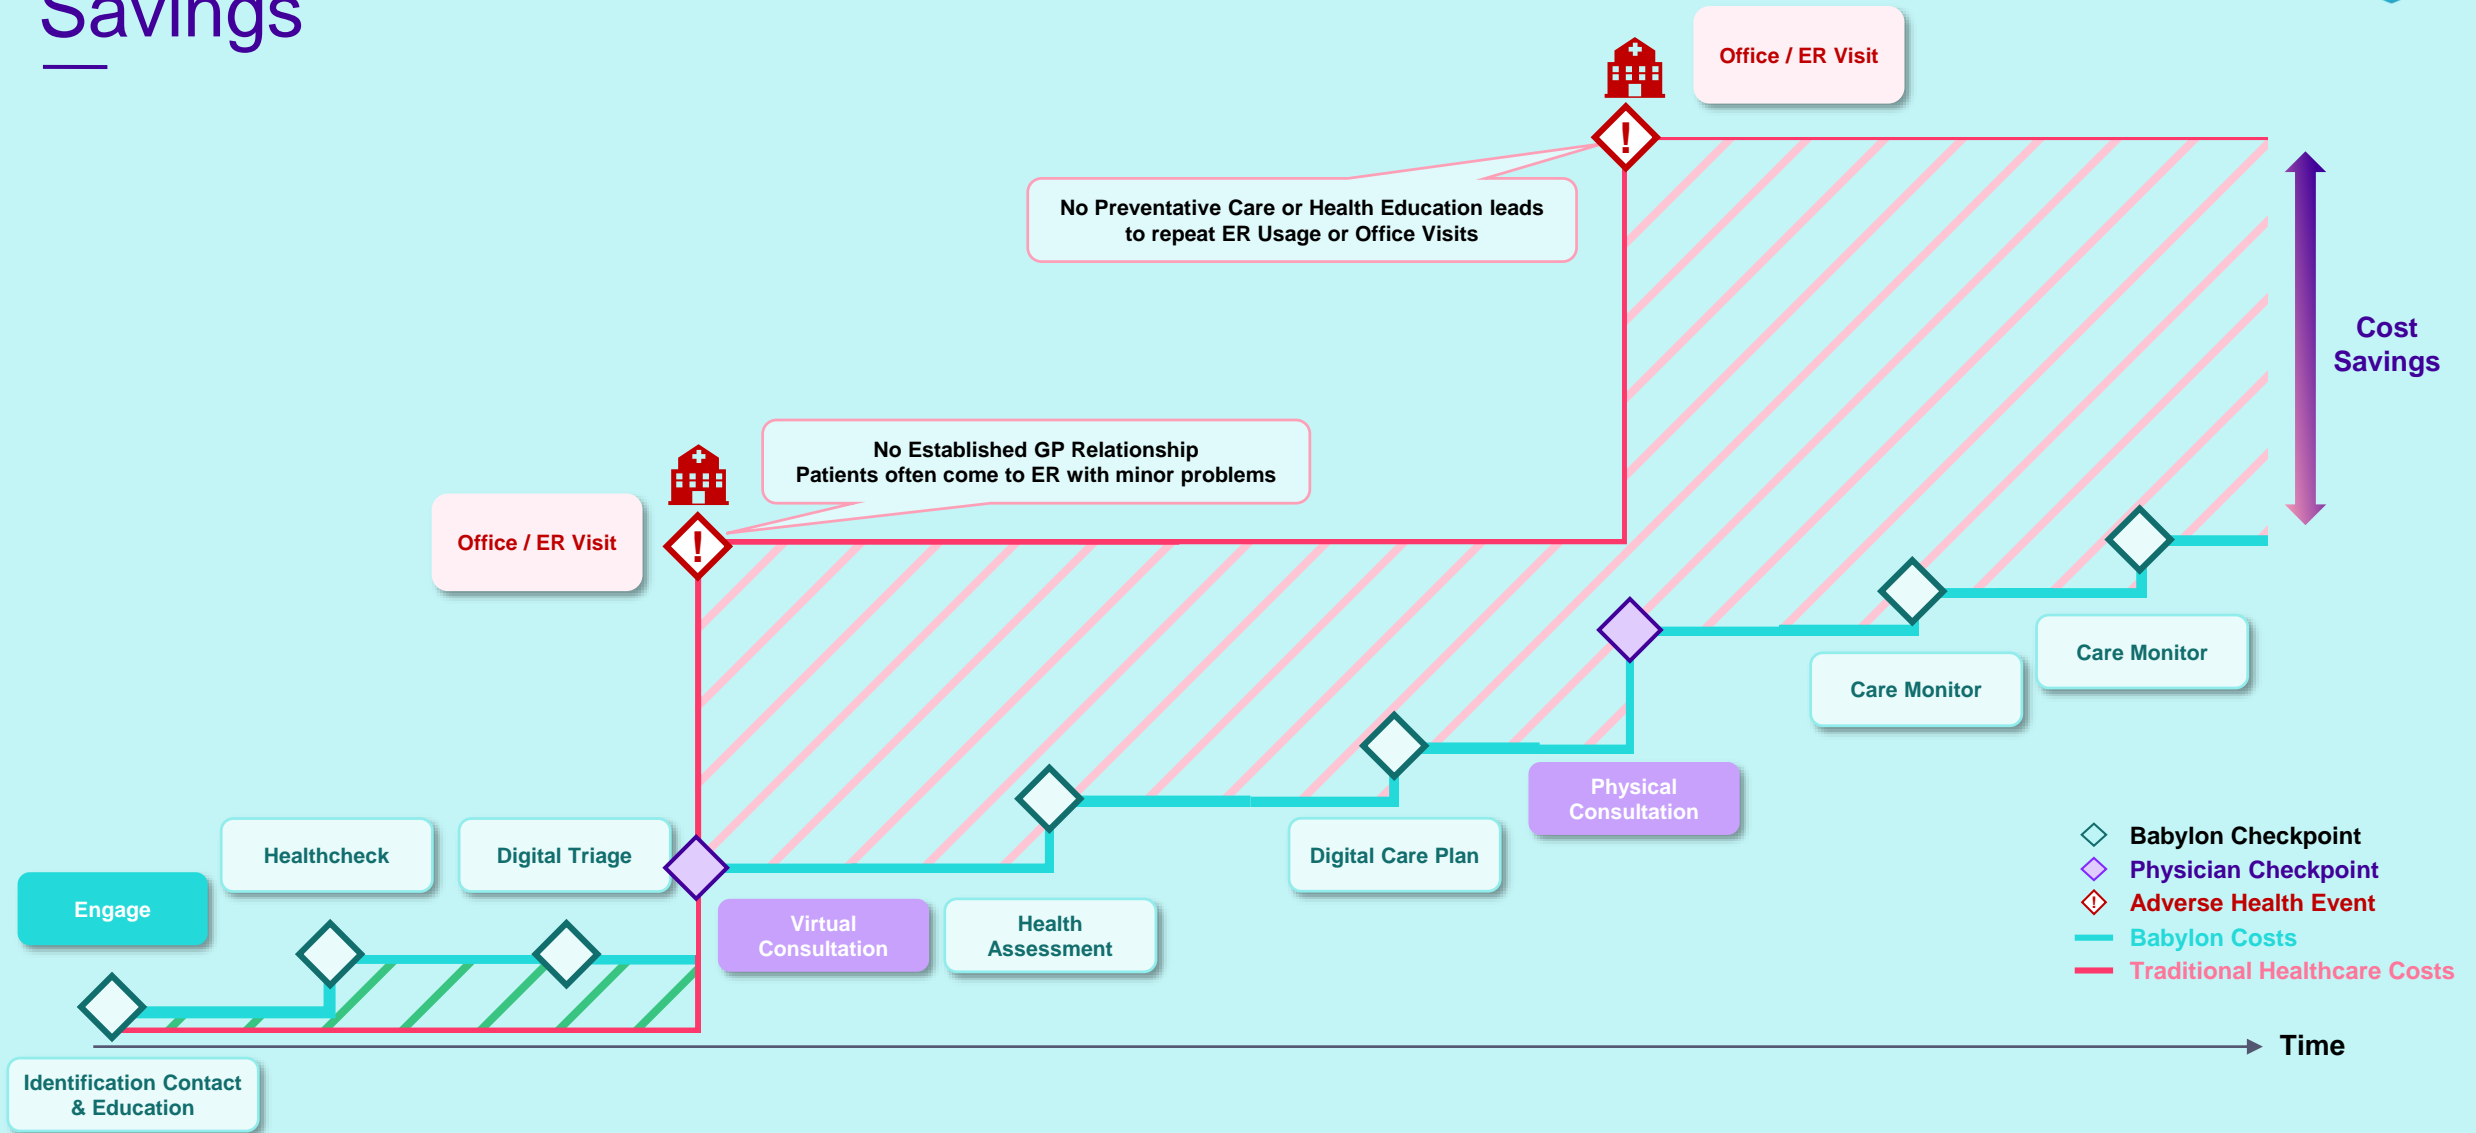 Savings
Office / ER Visit
No Preventative Care or Health Education leads
to repeat ER Usage or Office Visits
Cost
Savings
No Established GP Relationship
Patients often come to ER with minor problems
Office / ER Visit
!
!
Care Monitor
Care Monitor
Physical
Consultation
Healthcheck
Digital Triage
Digital Care Plan
Engage
Virtual
Consultation
Health
Assessment
Babylon Checkpoint
Physician Checkpoint
! Adverse Health Event
Babylon Costs
Traditional Healthcare Costs
Time
Identification Contact
& Education